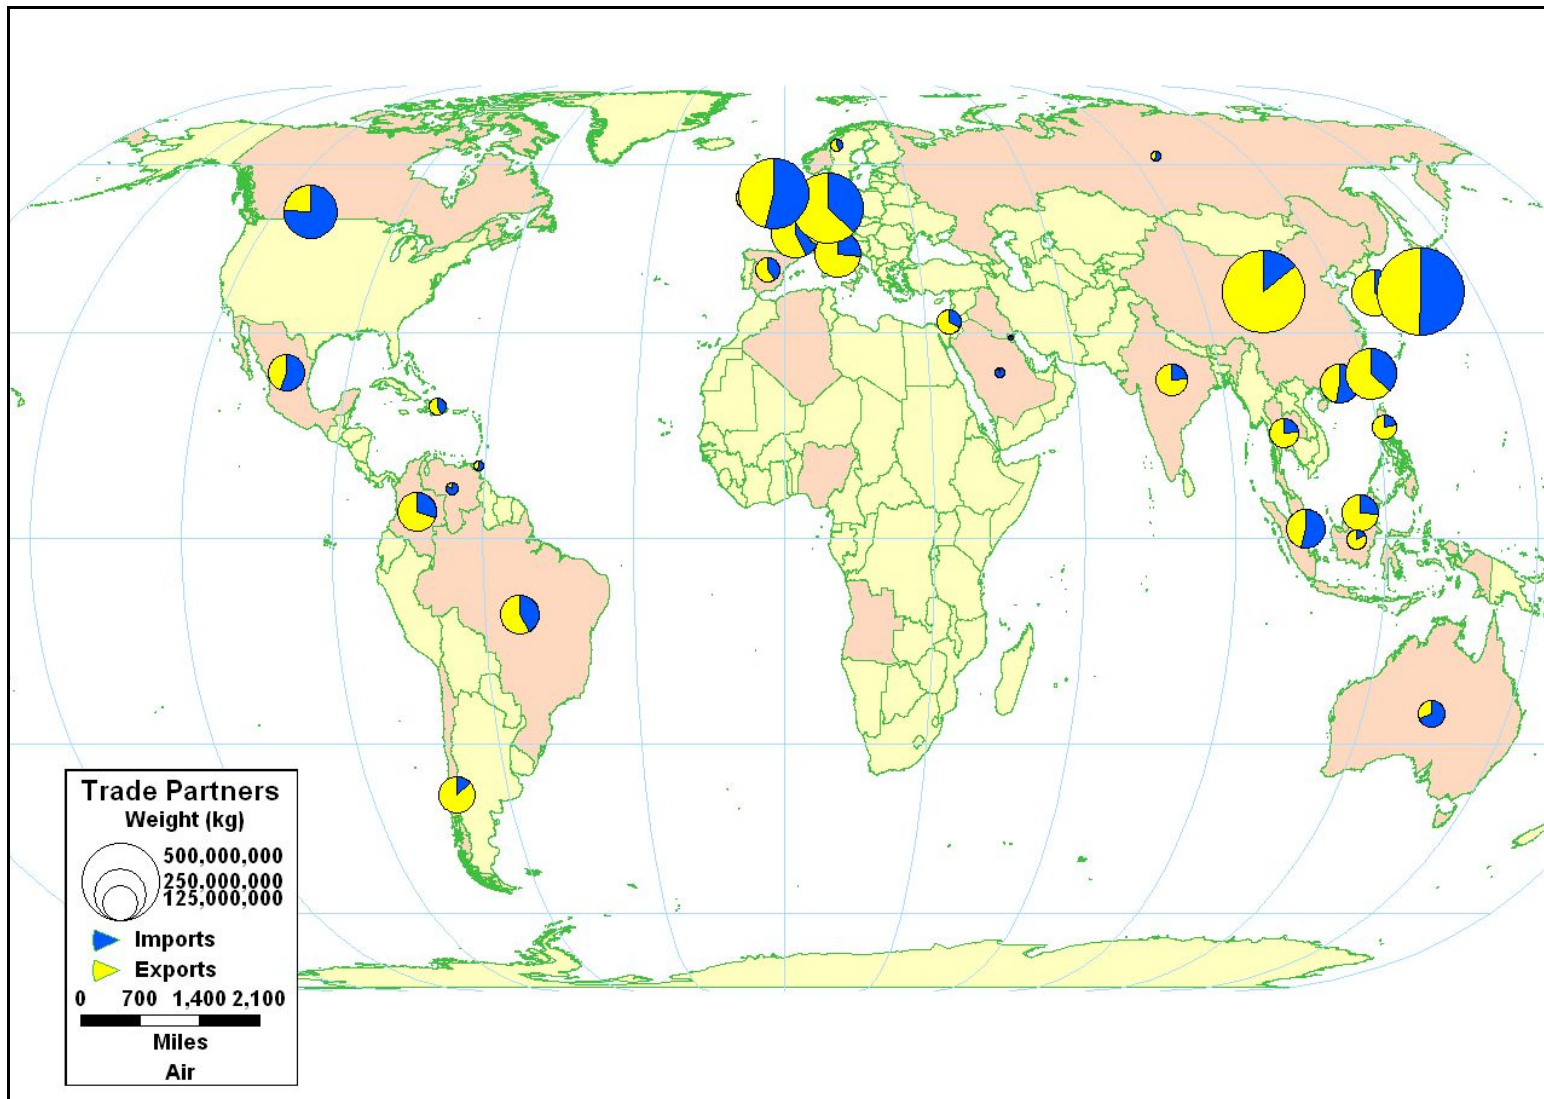 Trade Partners
Weight (kg)
500,000,000
250,000,000
125,000,000
Imports
Exports
0 700 1,400 2,100
Miles
Air